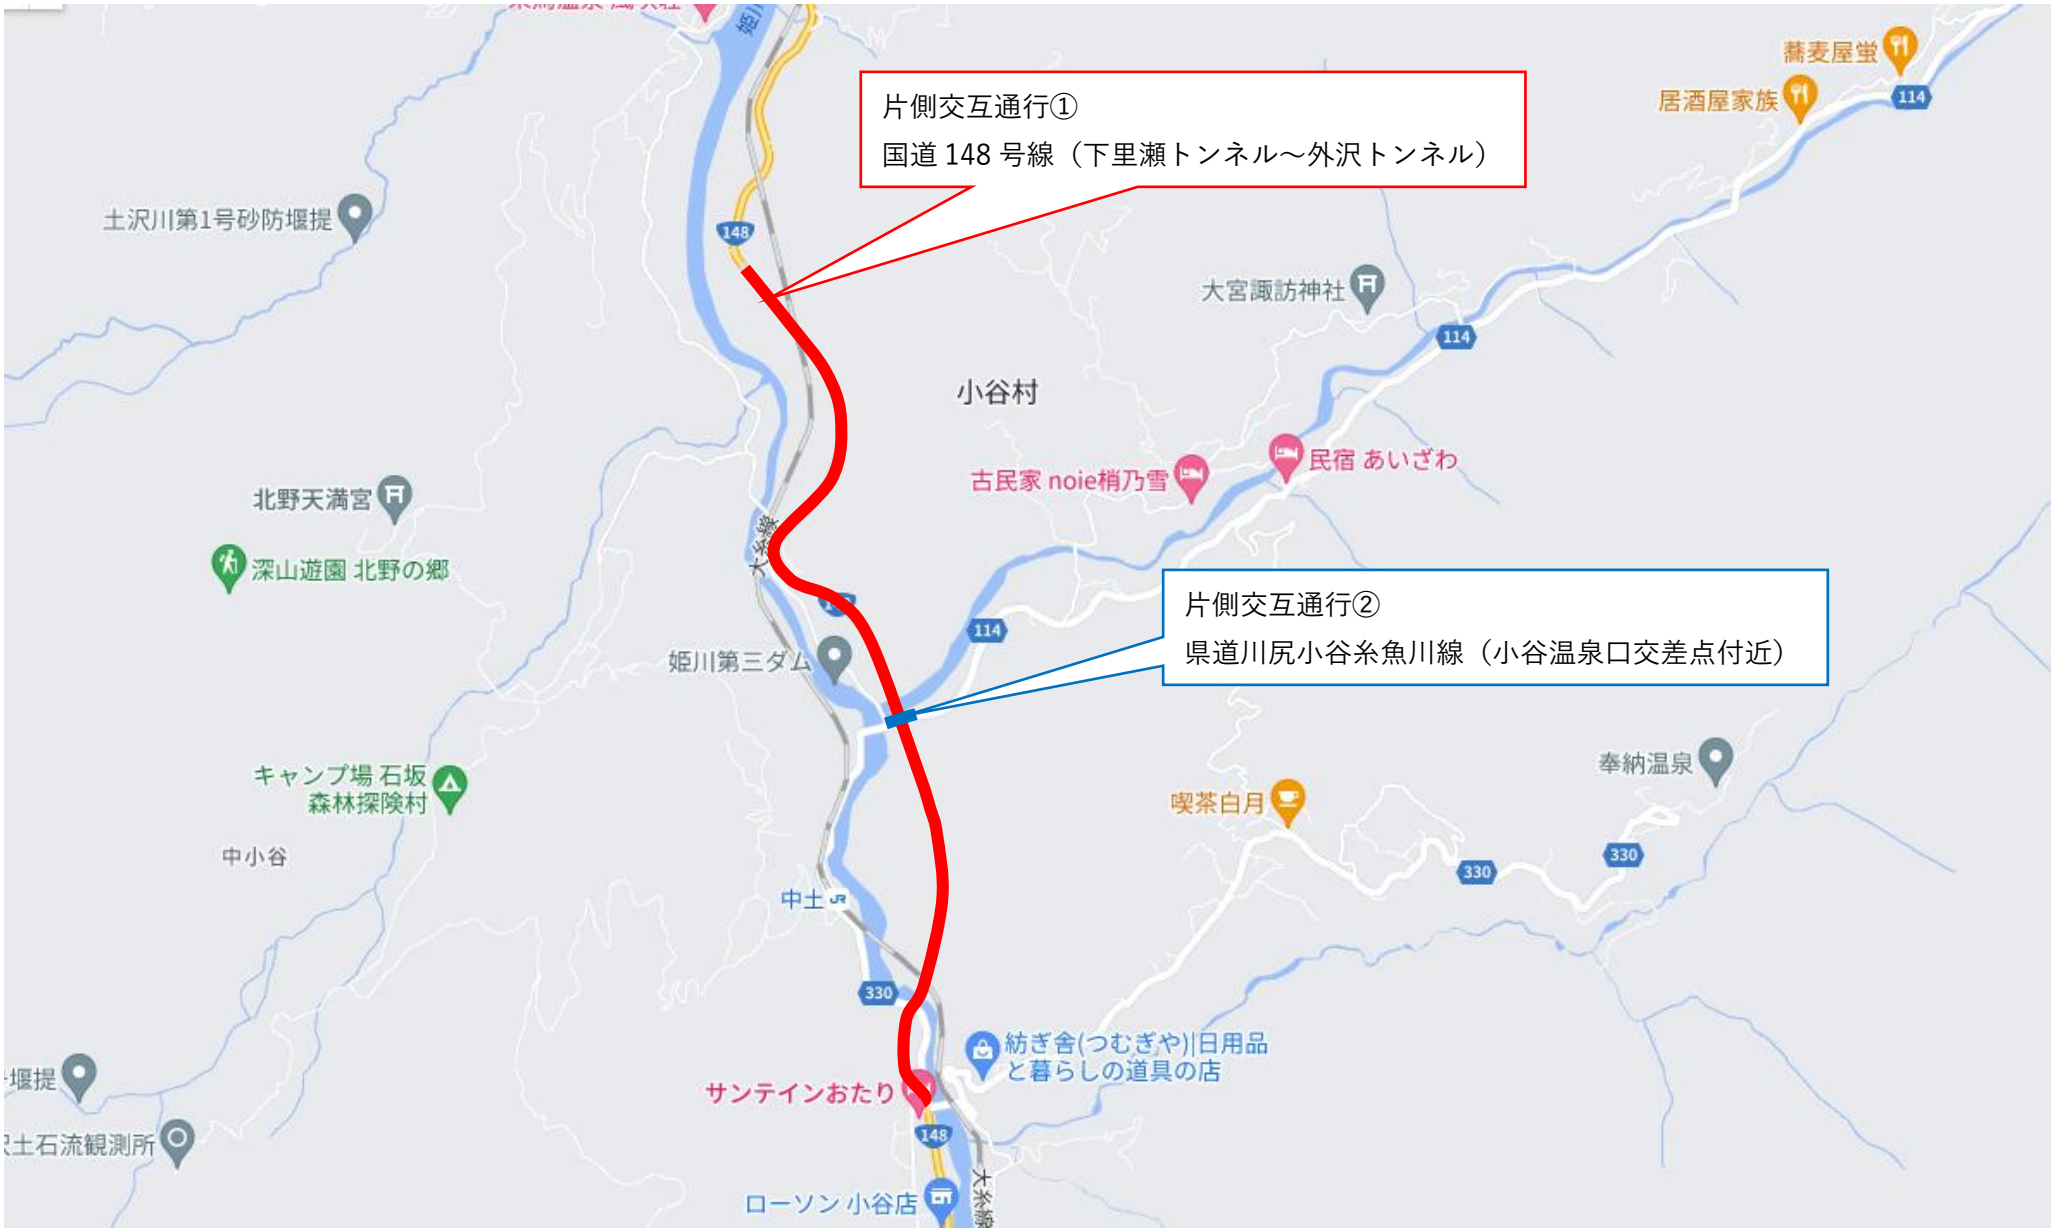 姫川
蕎麦屋蛍
居酒屋家族
114
片側交互通行①
国道 148 号線（下里瀬トンネル～外沢トンネル）
土沢川第1号砂防堰提
148
大宮諏訪神社
114
小谷村
民宿 あいざわ
古民家 noie梢乃雪
北野天満宮
大糸線
深山遊園 北野の郷
片側交互通行②
県道川尻小谷糸魚川線（小谷温泉口交差点付近）
114
姫川第三ダム
キャンプ場 石坂
森林探険村
奉納温泉
喫茶白月
中小谷
330
330
中土
JR
330
紡ぎ舎(つむぎや)|日用品
と暮らしの道具の店
堰提
サンテインおたり
148
土石流観測所
大糸線
ローソン 小谷店